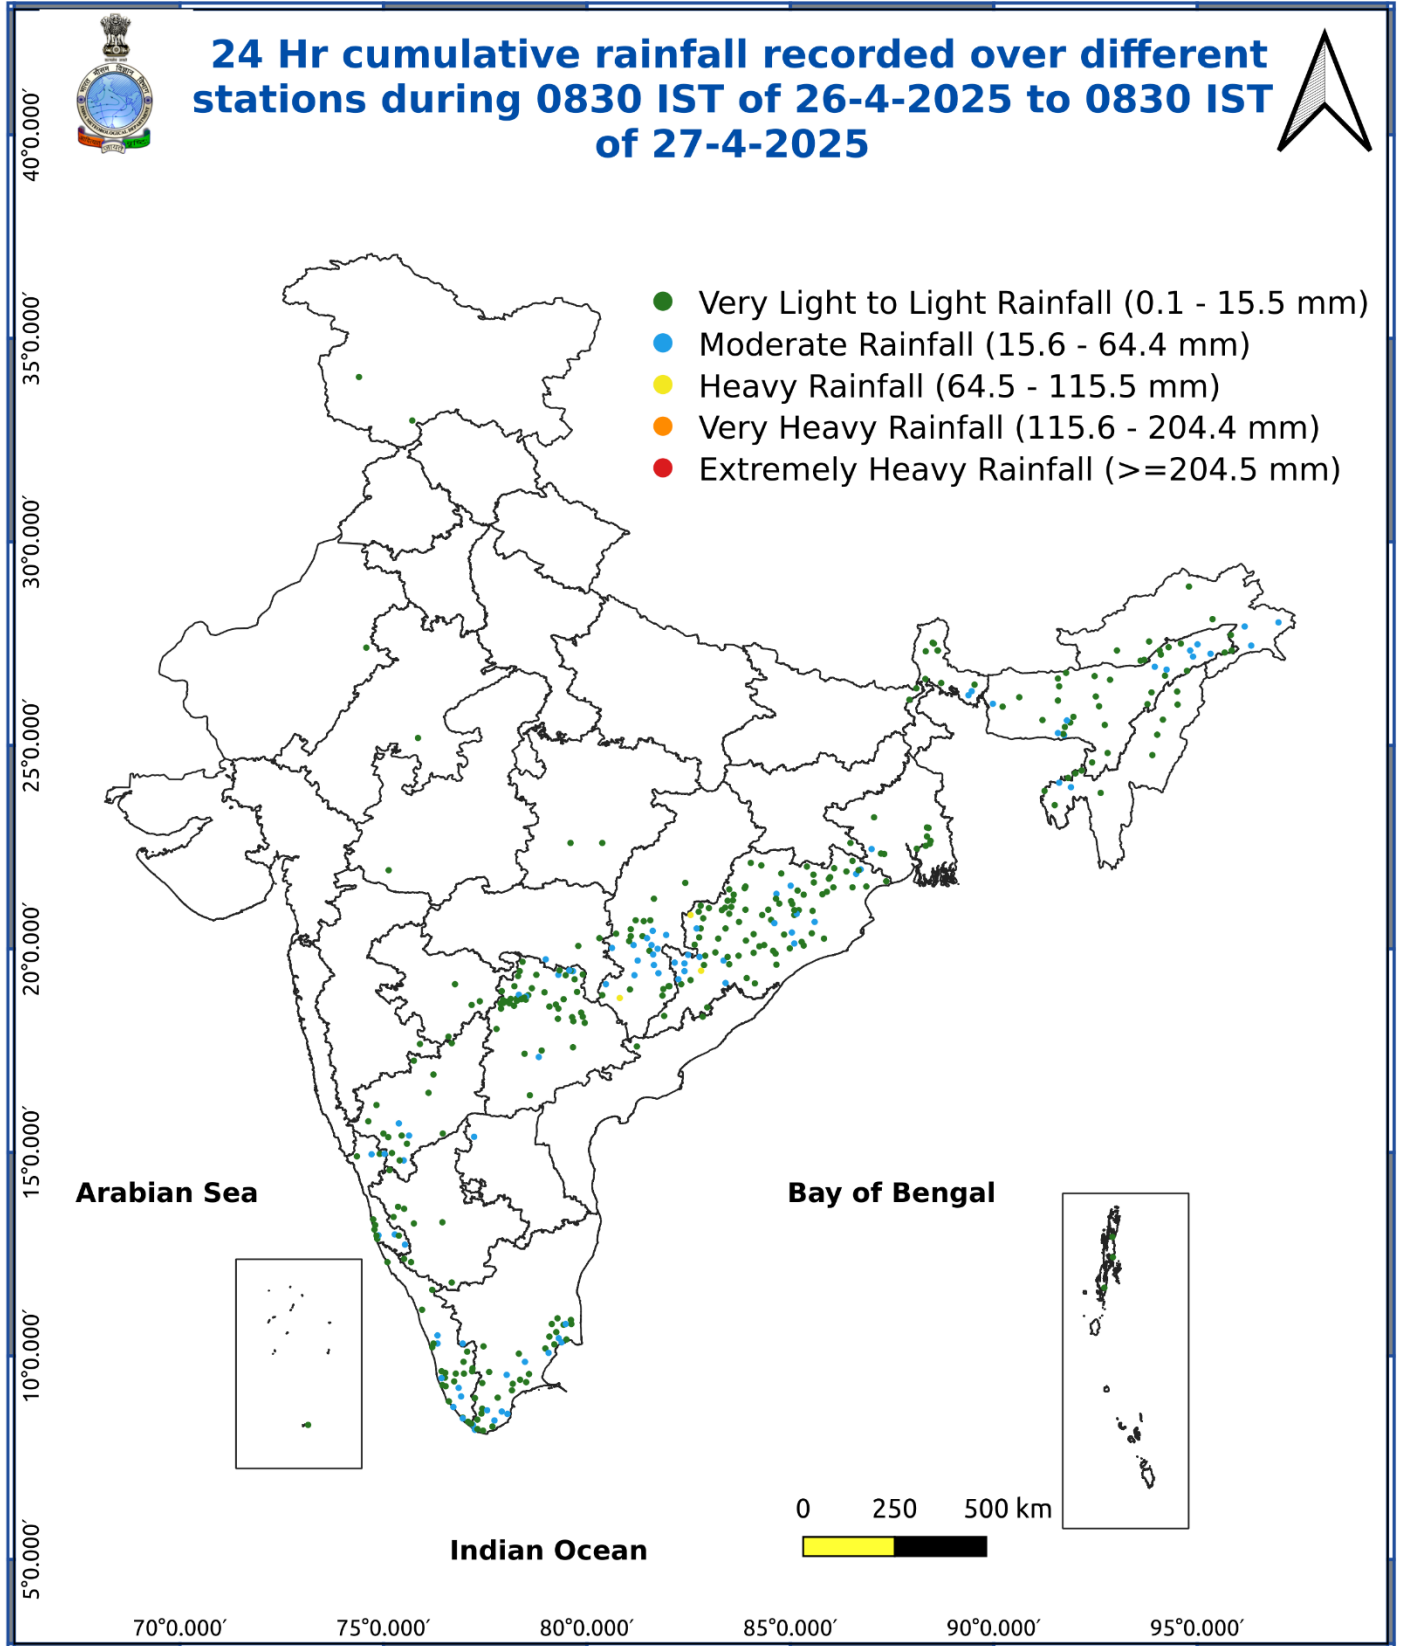 24 Hr cumulative rainfall recorded over different
stations during 0830 IST of 26-4-2025 to 0830 IST
of 27-4-2025
Very Light to Light Rainfall (0.1 - 15.5 mm)
Moderate Rainfall (15.6 - 64.4 mm)
Heavy Rainfall (64.5 - 115.5 mm)
Very Heavy Rainfall (115.6 - 204.4 mm)
Extremely Heavy Rainfall (>=204.5 mm)
40°0.000′
35°0.000′
30°0.000′
25°0.000′
20°0.000′
15°0.000′
10°0.000′
5°0.000′
Arabian Sea
Bay of Bengal
Indian Ocean
0 250 500 km
70°0.000′ 75°0.000′ 80°0.000′ 85°0.000′ 90°0.000′ 95°0.000′